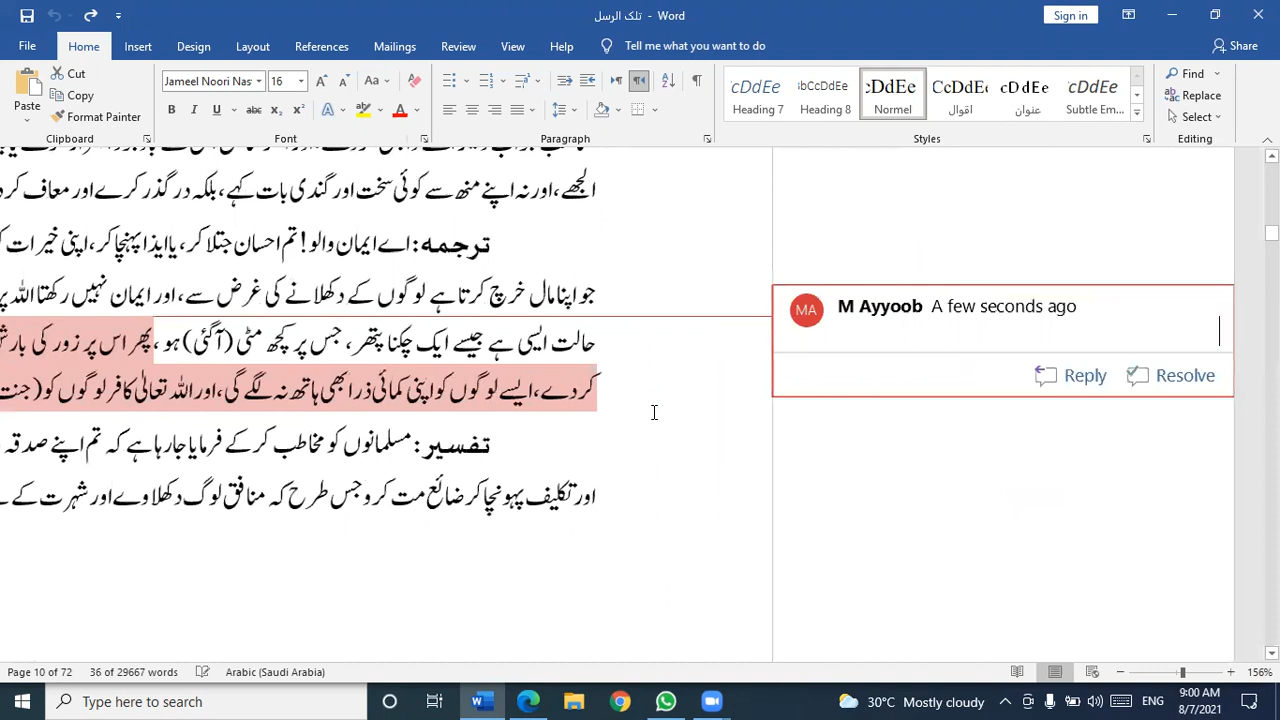 تلک الرسل - Word
Sign in
File Home Insert Design Layout References Mailings Review View Help Tell me what you want to do Share
Paste Cut Copy Format Painter
Jameel Noori Nas 16
Heading 7 Heading 8 Normal اقوال عنوان Subtle Em...
Find Replace Select
Clipboard Font Paragraph Styles Editing
الجھے، اور نہ اپنے منھ سے کوئی سخت اور گندی بات کہے، بلکہ درگذر کرے اور معاف
ترجمہ: اے ایمان والو! تم احسان جتلا کر، یا ایذا پہنچا کر، اپنی خیرات
جو اپنا مال خرچ کرتا ہے لوگوں کے دکھلانے کی غرض سے، اور ایمان نہیں رکھتا اللہ
حالت ایسی ہے جیسے ایک چکنا پتھر، جس پر کچھ مٹی (آگئی) ہو، پھر اس پر زور کی
کردے، ایسے لوگوں کو اپنی کمائی ذرا بھی ہاتھ نہ لگے گی، اور اللہ تعالیٰ کافر لوگوں کو (جنت
تفسیر: مسلمانوں کو مخاطب کرکے فرمایا جارہا ہے کہ تم اپنے صدقہ
اور تکلیف پہونچا کر ضائع مت کرو جس طرح کہ منافق لوگ دکھلاوے اور شہرت کے
MA M Ayyoob A few seconds ago
Reply Resolve
Page 10 of 72 36 of 29667 words Arabic (Saudi Arabia) 156%
Type here to search 30°C Mostly cloudy ENG 9:00 AM
8/7/2021